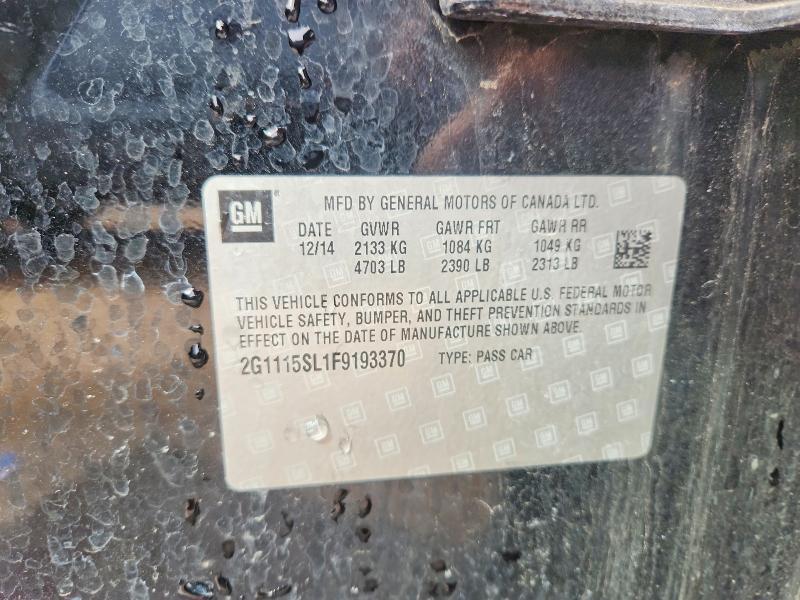 GM
MFD BY GENERAL MOTORS OF CANADA LTD.
DATE GVWR GAWR FRT GAWR RR
12/14 2133 KG 1084 KG 1049 KG
4703 LB 2390 LB 2313 LB
THIS VEHICLE CONFORMS TO ALL APPLICABLE U.S. FEDERAL MOTOR
VEHICLE SAFETY, BUMPER, AND THEFT PREVENTION STANDARDS IN
EFFECT ON THE DATE OF MANUFACTURE SHOWN ABOVE.
2G1115SL1F9193370 TYPE: PASS CAR